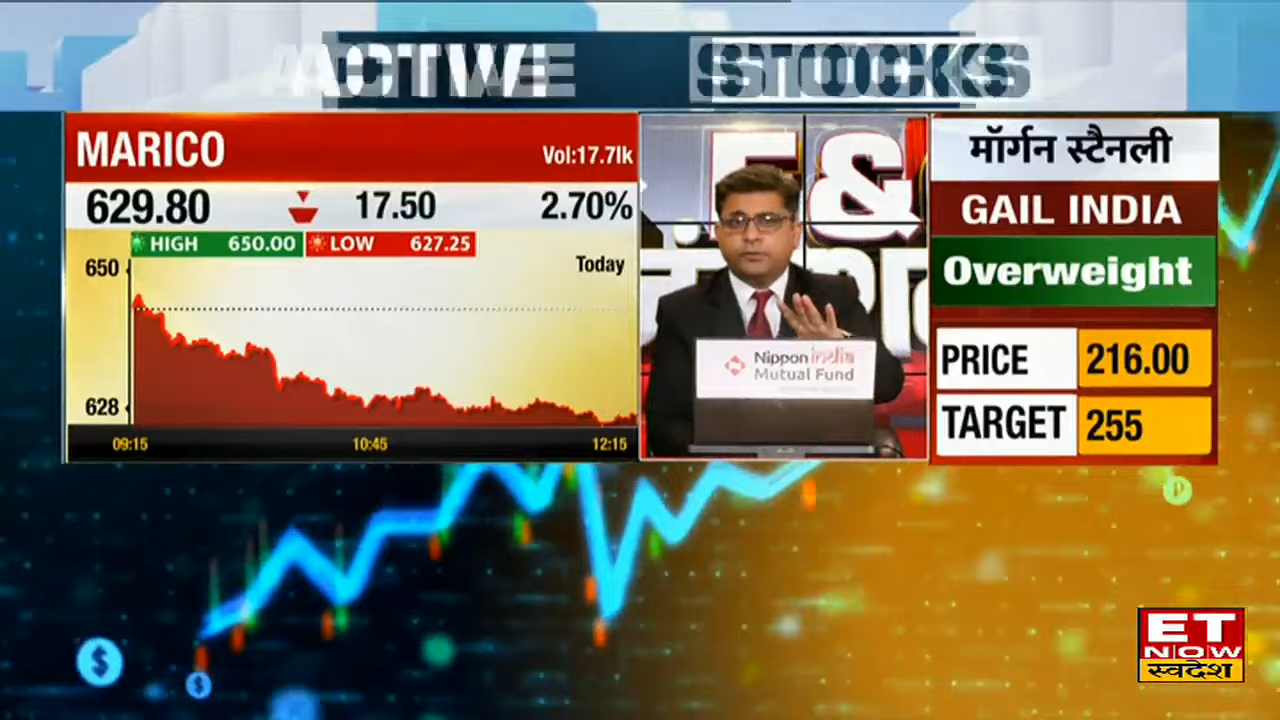 ACTIVE STOCKS
MARICO
Vol:17.7lk
629.80 17.50 2.70%
HIGH 650.00 LOW 627.25
Today
650
628
09:15 10:45 12:15
F&
Nippon india
Mutual Fund
मॉर्गन स्टैनली
GAIL INDIA
Overweight
PRICE 216.00
TARGET 255
ET
NOW
स्वदेश